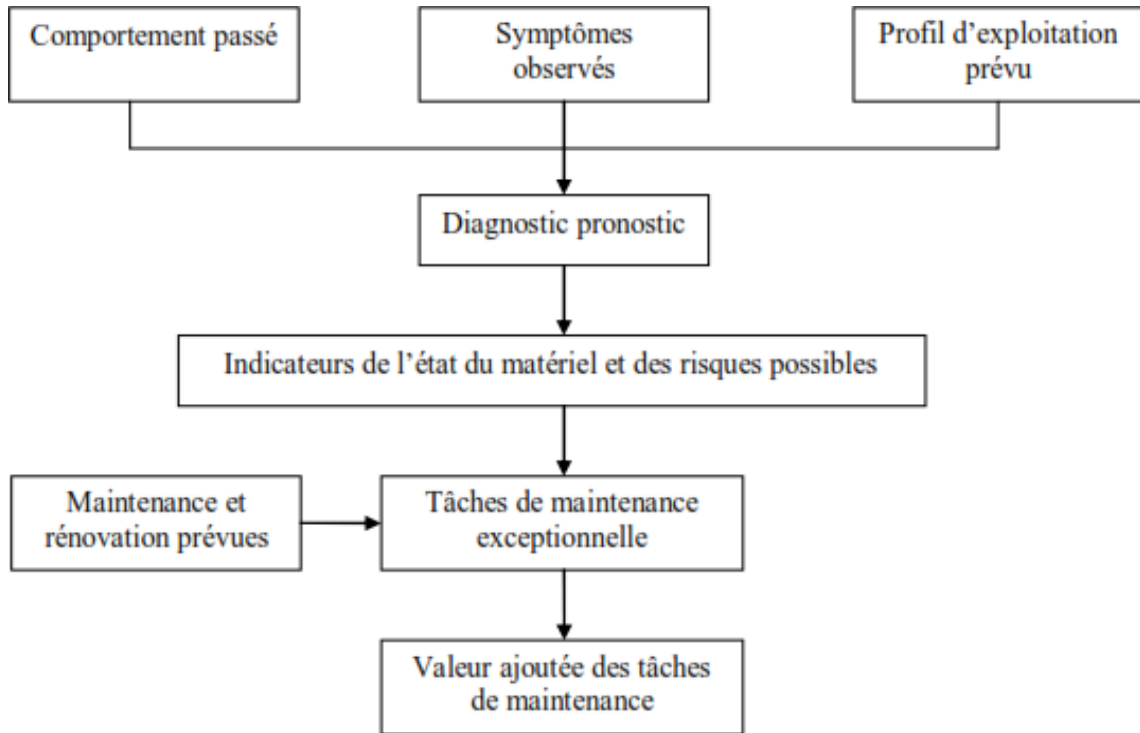 Comportement passé
Symptômes
observés
Profil d’exploitation
prévu
Diagnostic pronostic
Indicateurs de l’état du matériel et des risques possibles
Maintenance et
rénovation prévues
Tâches de maintenance
exceptionnelle
Valeur ajoutée des tâches
de maintenance